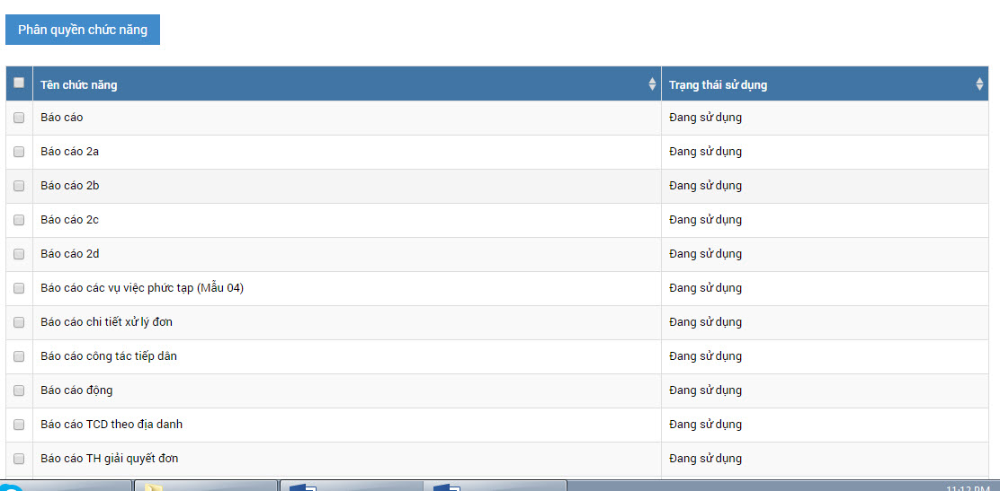 Phân quyền chức năng
Tên chức năng Trạng thái sử dụng
Báo cáo Đang sử dụng
Báo cáo 2a Đang sử dụng
Báo cáo 2b Đang sử dụng
Báo cáo 2c Đang sử dụng
Báo cáo 2d Đang sử dụng
Báo cáo các vụ việc phức tạp (Mẫu 04) Đang sử dụng
Báo cáo chi tiết xử lý đơn Đang sử dụng
Báo cáo công tác tiếp dân Đang sử dụng
Báo cáo động Đang sử dụng
Báo cáo TCD theo địa danh Đang sử dụng
Báo cáo TH giải quyết đơn Đang sử dụng
11:12 PM